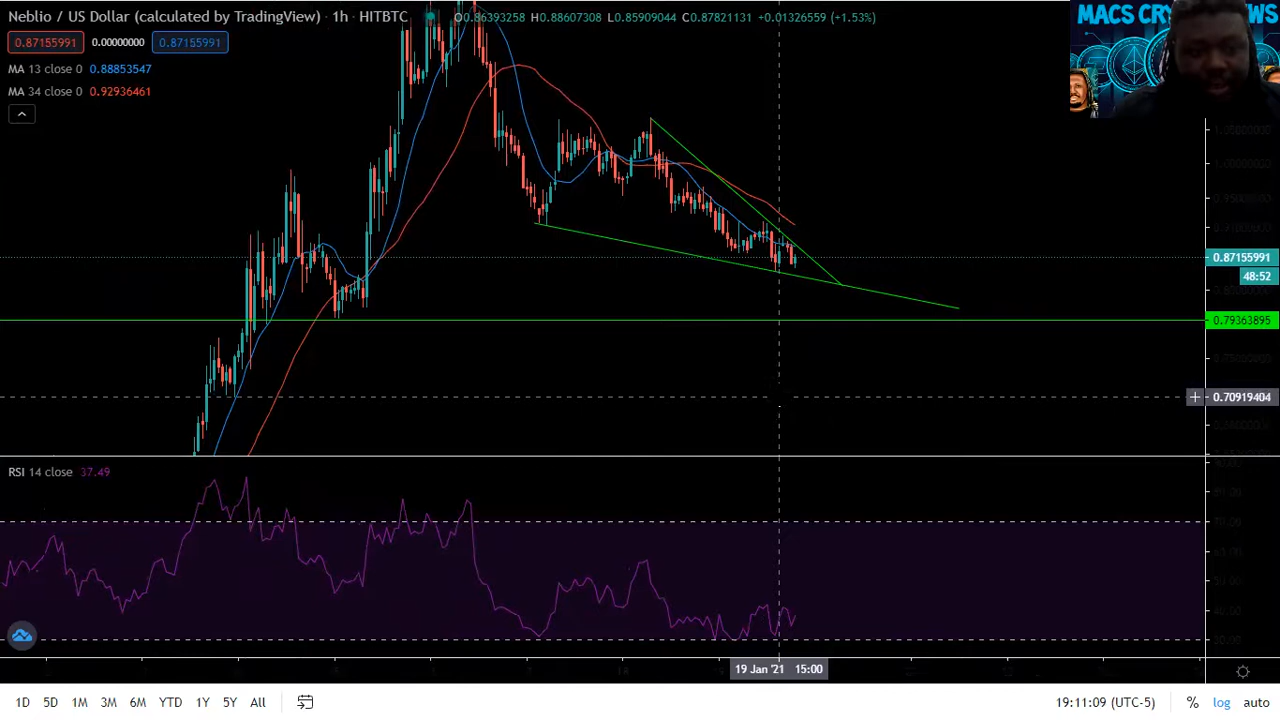 Neblio / US Dollar (calculated by TradingView) · 1h · HITBTC O0.86393258 H0.88607308 L0.85909044 C0.87821131 +0.01326559 (+1.53%)
0.87155991 0.00000000 0.87155991
MA 13 close 0 0.88853547
MA 34 close 0 0.92936461
MACS
0.87155991
48:52
0.79363895
0.70919404
RSI 14 close 37.49
19 Jan '21 15:00
1D 5D 1M 3M 6M YTD 1Y 5Y All 19:11:09 (UTC-5) % log auto